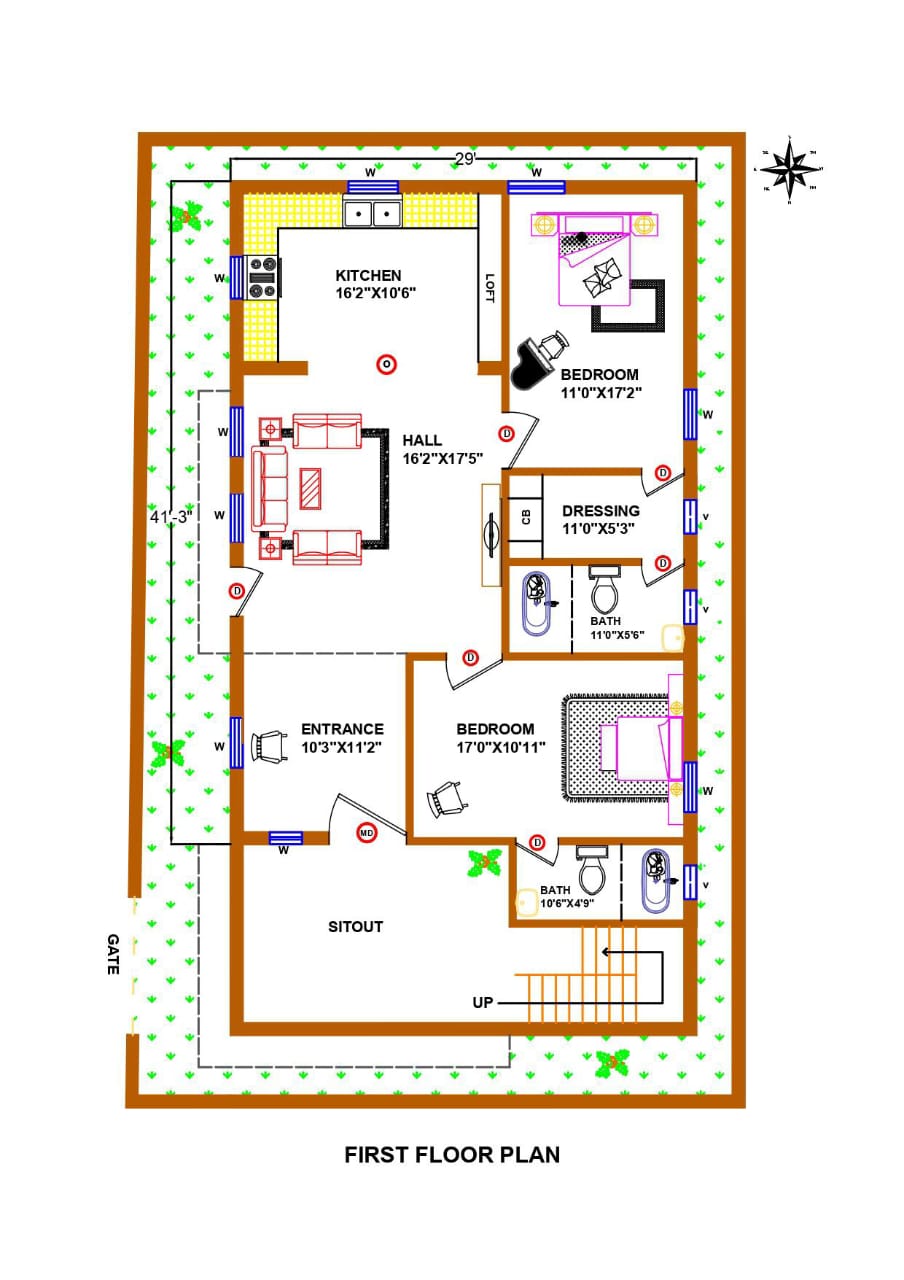 29'
W
W
W
KITCHEN
16'2"X10'6"
LOFT
O
BEDROOM
11'0"X17'2"
W
W
HALL
16'2"X17'5"
D
D
CB
DRESSING
11'0"X5'3"
W
V
41'-3"
D
D
BATH
11'0"X5'6"
V
D
ENTRANCE
10'3"X11'2"
W
BEDROOM
17'0"X10'11"
W
MD
W
D
BATH
10'6"X4'9"
V
SITOUT
GATE
UP
FIRST FLOOR PLAN